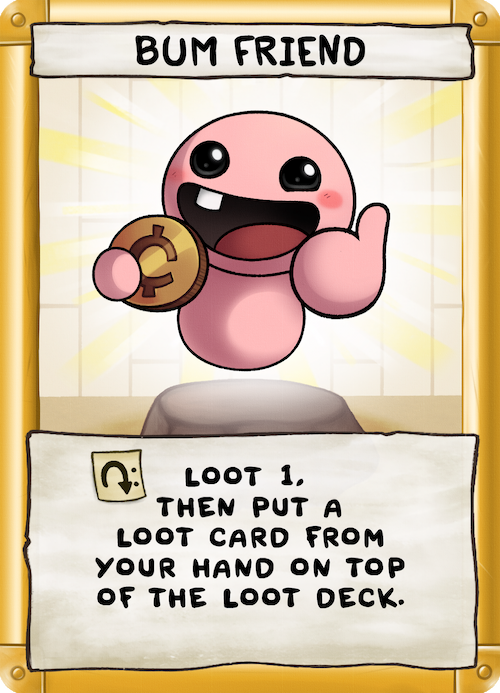 BUM FRIEND
¢
: LOOT 1,
THEN PUT A
LOOT CARD FROM
YOUR HAND ON TOP
OF THE LOOT DECK.